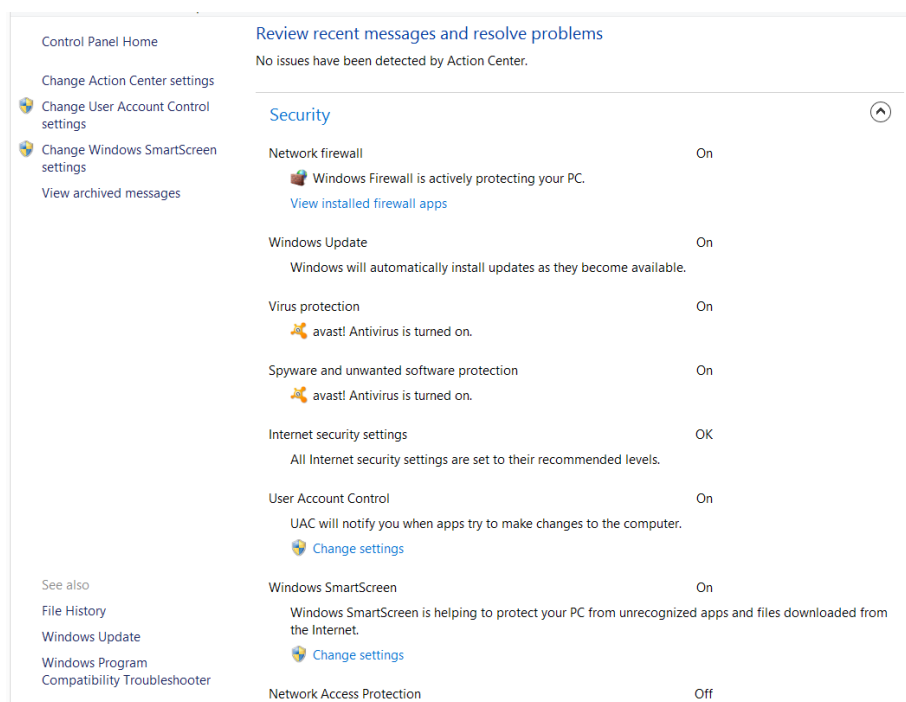 Control Panel Home
Change Action Center settings
Change User Account Control
settings
Change Windows SmartScreen
settings
View archived messages
See also
File History
Windows Update
Windows Program
Compatibility Troubleshooter
Review recent messages and resolve problems
No issues have been detected by Action Center.
Security
Network firewall On
Windows Firewall is actively protecting your PC.
View installed firewall apps
Windows Update On
Windows will automatically install updates as they become available.
Virus protection On
avast! Antivirus is turned on.
Spyware and unwanted software protection On
avast! Antivirus is turned on.
Internet security settings OK
All Internet security settings are set to their recommended levels.
User Account Control On
UAC will notify you when apps try to make changes to the computer.
Change settings
Windows SmartScreen On
Windows SmartScreen is helping to protect your PC from unrecognized apps and files downloaded from
the Internet.
Change settings
Network Access Protection Off